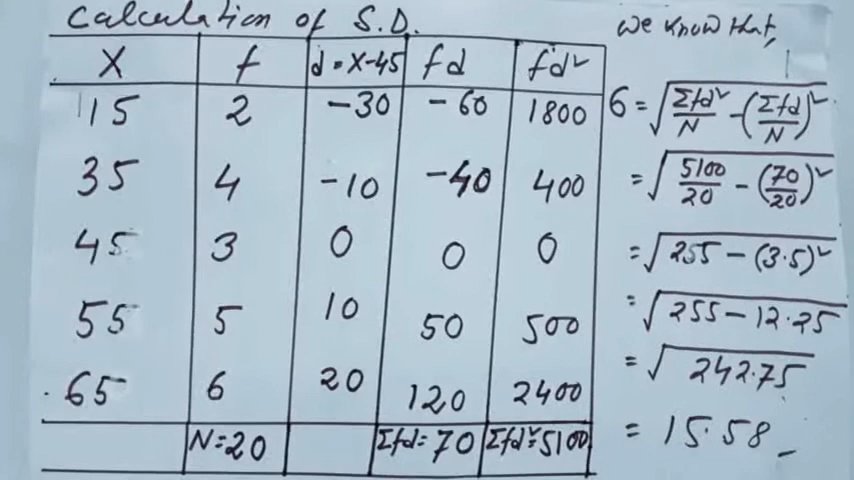 Calculation of S.D.
X f d = X-45 fd fd²
15 2 -30 -60 1800
35 4 -10 -40 400
45 3 0 0 0
55 5 10 50 500
65 6 20 120 2400
N=20 Σfd=70 Σfd²=5100
we know that,
6 = √Σfd²/N - (Σfd/N)²
= √5100/20 - (70/20)²
= √255 - (3.5)²
= √255 - 12.25
= √242.75
= 15.58